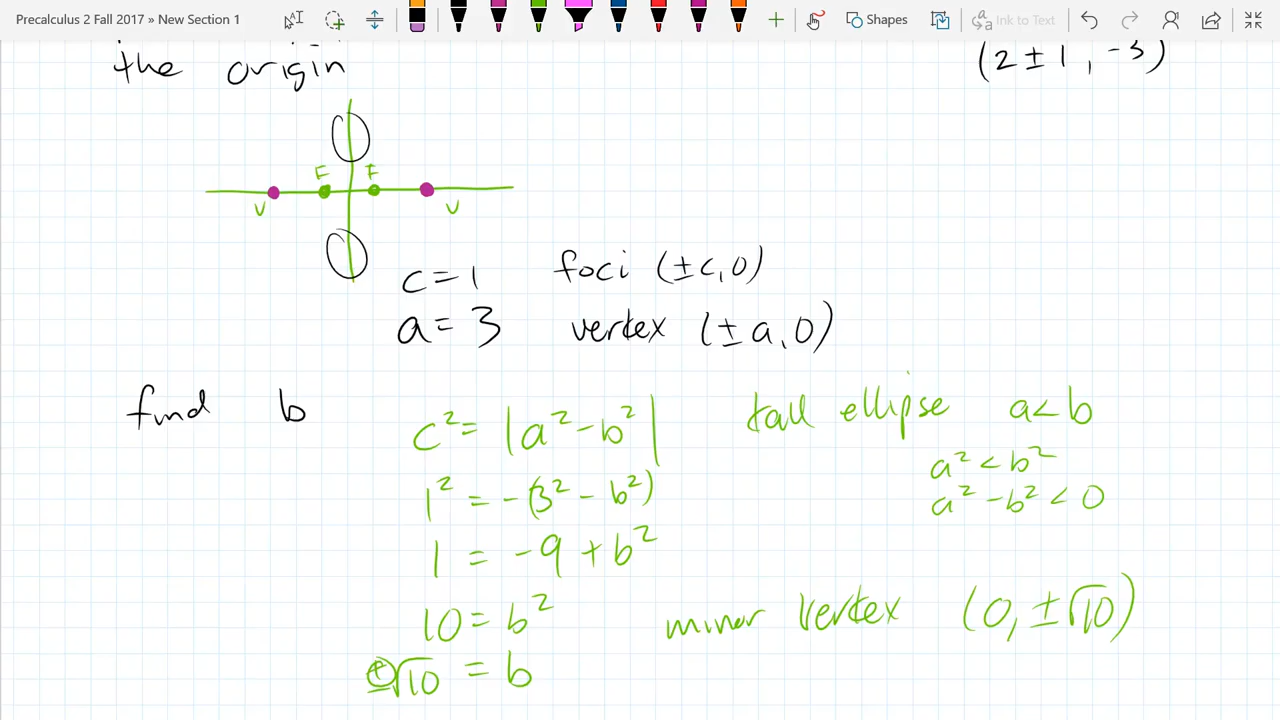 Precalculus 2 Fall 2017 » New Section 1
Shapes
Ink to Text
the origin
(2 ± 1, -3)
F F
V V
c = 1 foci (±c, 0)
a = 3 vertex (±a, 0)
find b
c² = |a² - b²| tall ellipse a < b
a² < b²
1² = -(3² - b²) a² - b² < 0
1 = -9 + b²
10 = b² minor vertex (0, ±√10)
±√10 = b